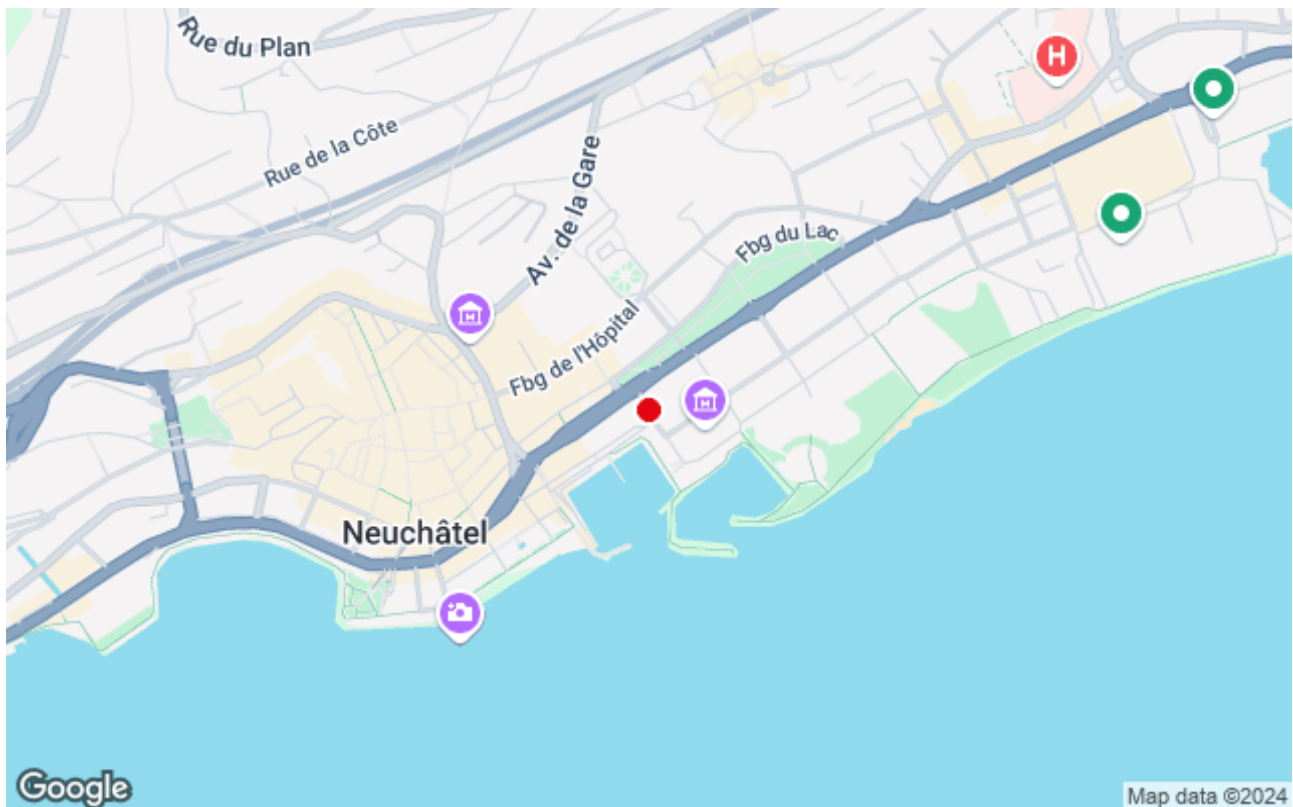 Rue du Plan
H
Rue de la Côte
Av. de la Gare
Fbg du Lac
Fbg de l'Hôpital
Neuchâtel
Google
Map data ©2024